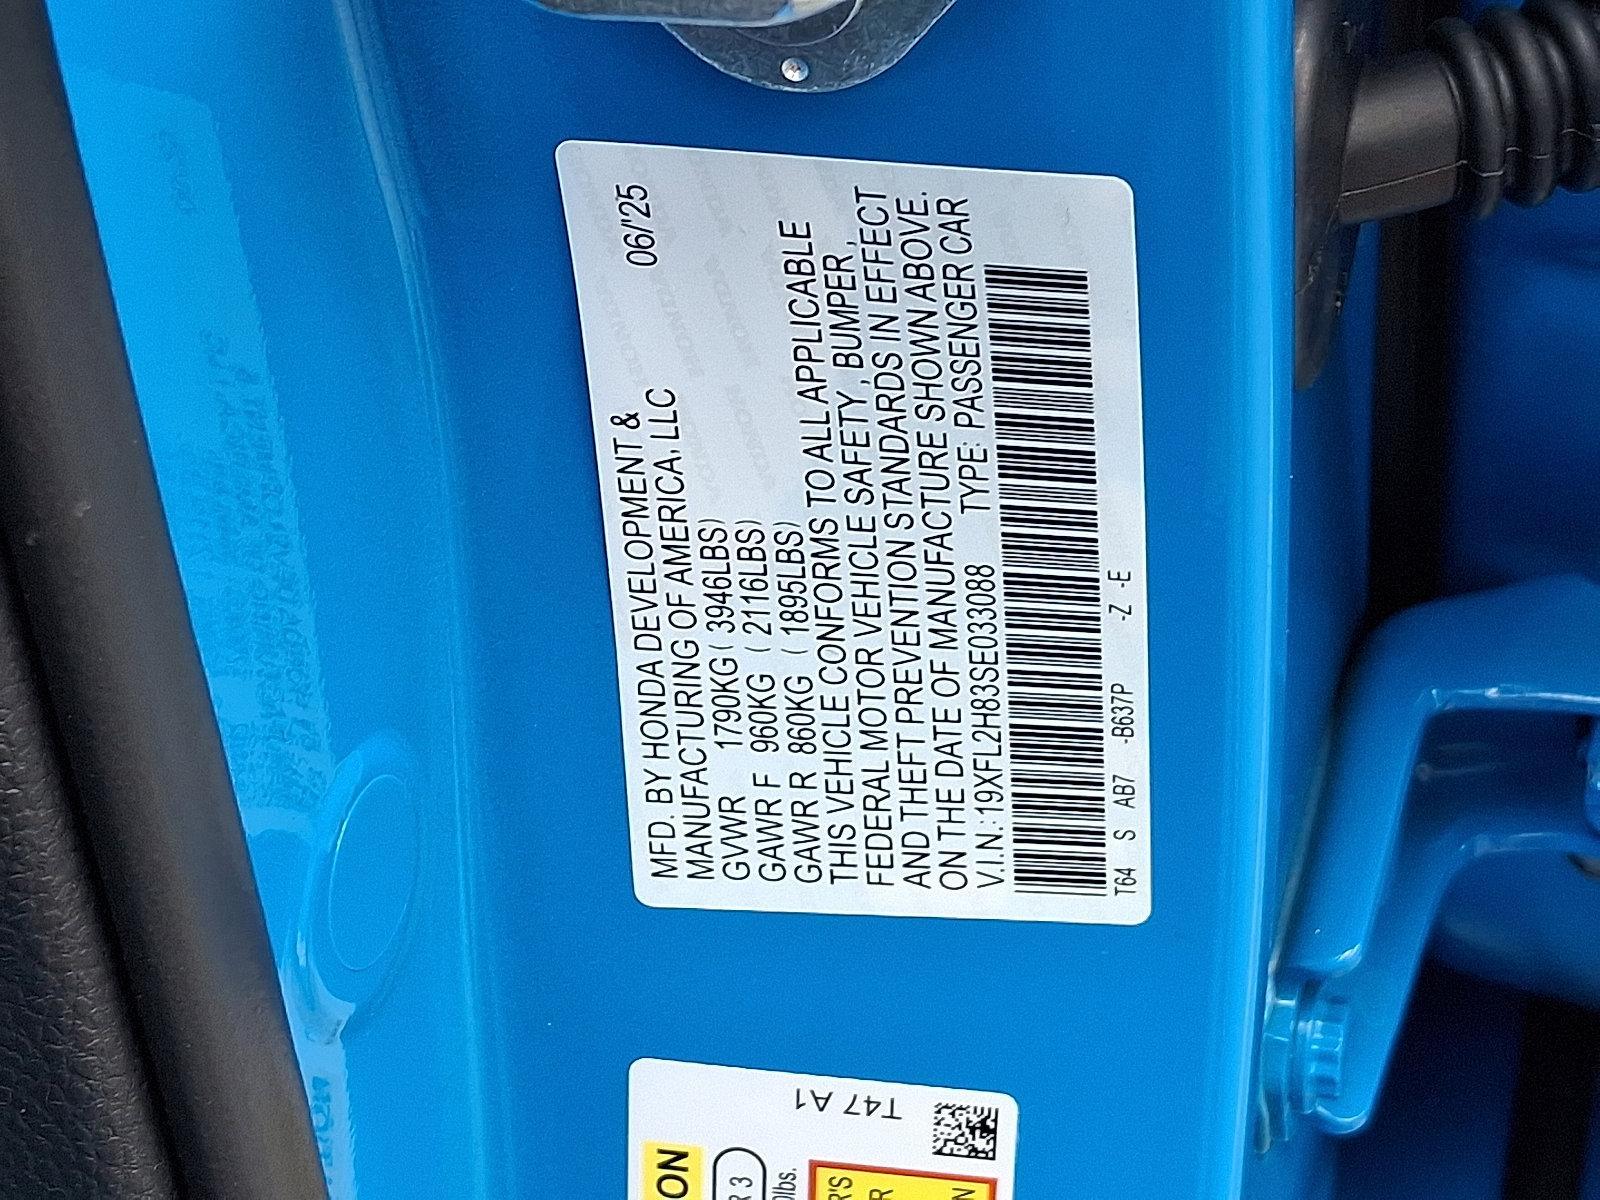 MFD. BY HONDA DEVELOPMENT & 06/'25
MANUFACTURING OF AMERICA, LLC
GVWR 1790KG ( 3946LBS)
GAWR F 960KG ( 2116LBS)
GAWR R 860KG ( 1895LBS)
THIS VEHICLE CONFORMS TO ALL APPLICABLE
FEDERAL MOTOR VEHICLE SAFETY , BUMPER ,
AND THEFT PREVENTION STANDARDS IN EFFECT
ON THE DATE OF MANUFACTURE SHOWN ABOVE.
V.I.N.: 19XFL2H83SE033088 TYPE: PASSENGER CAR
T64 S AB7 -B637P -Z -E
T47 A1